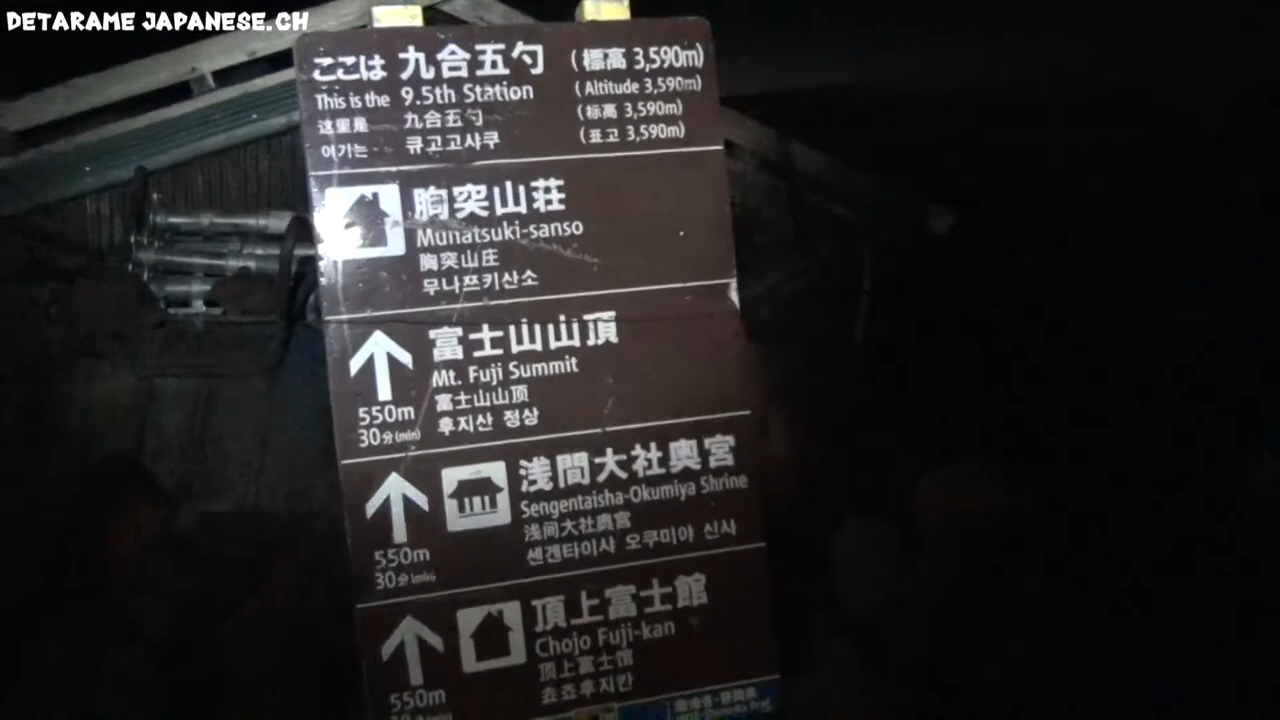 DETARAME JAPANESE.CH
ここは 九合五勺 (標高 3,590m)
This is the 9.5th Station (Altitude 3,590m)
这里是 九合五勺 (标高 3,590m)
여기는 큐고고샤쿠 (표고 3,590m)
胸突山荘
Munatsuki-sanso
胸突山庄
무나쯔키산소
富士山山頂
Mt. Fuji Summit
富士山山顶
후지산 정상
550m
30分(min)
浅間大社奥宮
Sengentaisha-Okumiya Shrine
浅间大社奥宫
센겐타이샤 오쿠미야 신사
550m
30分(min)
頂上富士館
Chojo Fuji-kan
顶上富士馆
쵸죠후지칸
550m